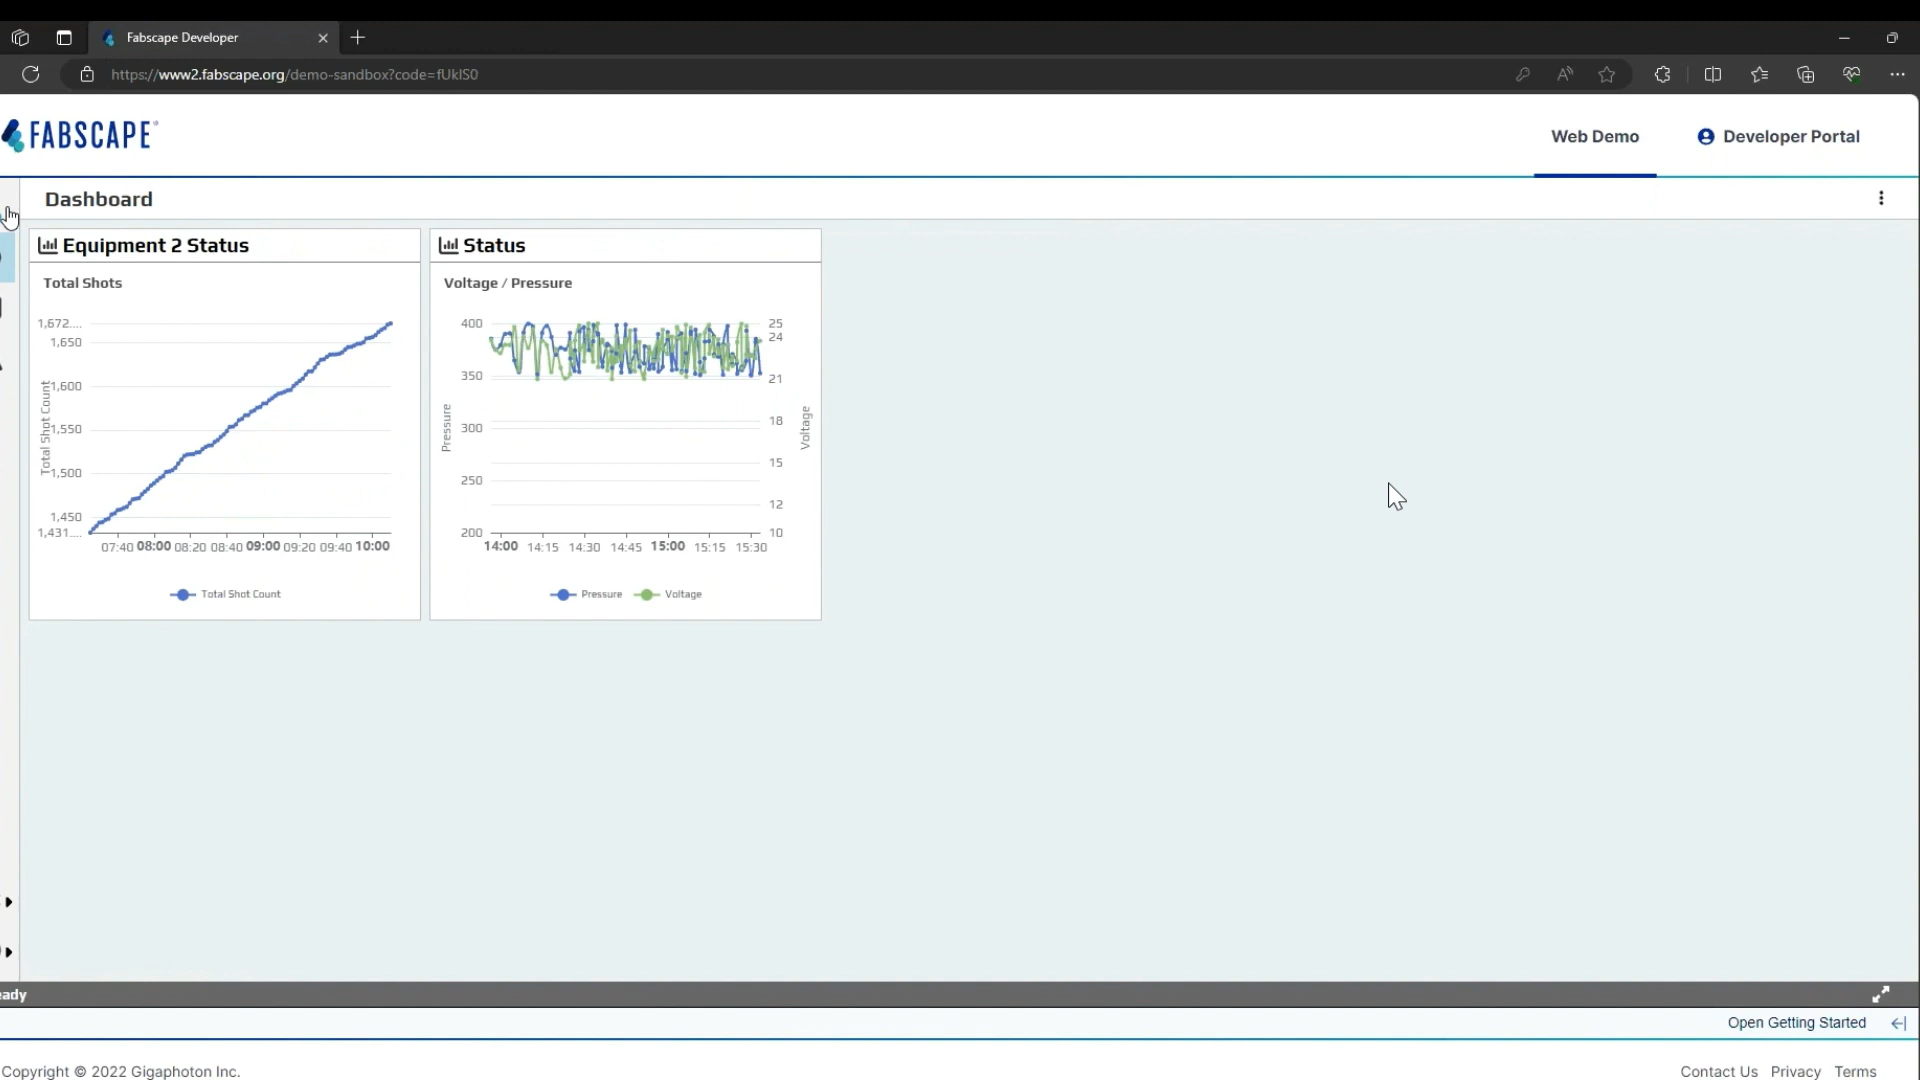 Fabscape Developer
https://www2.fabscape.org/demo-sandbox?code=fUkIS0
FABSCAPE
Web Demo
Developer Portal
Dashboard
Equipment 2 Status
Total Shots
1,672....
1,650
1,600
1,550
1,500
1,450
1,431....
Total Shot Count
07:40 08:00 08:20 08:40 09:00 09:20 09:40 10:00
Total Shot Count
Status
Voltage / Pressure
400
350
300
250
200
Pressure
25
24
21
18
15
12
10
Voltage
14:00 14:15 14:30 14:45 15:00 15:15 15:30
Pressure Voltage
eady
Open Getting Started
Copyright © 2022 Gigaphoton Inc.
Contact Us Privacy Terms